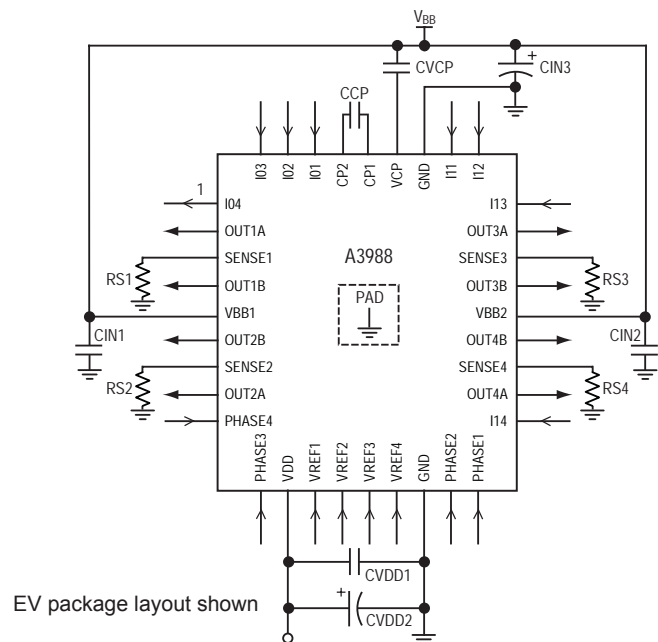 VBB
CVCP
+
CIN3
CCP
I03
I02
I01
CP2
CP1
VCP
GND
I11
I12
1
I04
I13
OUT1A
OUT3A
SENSE1
A3988
SENSE3
RS1
RS3
OUT1B
PAD
OUT3B
VBB1
VBB2
CIN1
CIN2
OUT2B
OUT4B
SENSE2
SENSE4
RS2
RS4
OUT2A
OUT4A
PHASE4
I14
PHASE3
VDD
VREF1
VREF2
VREF3
VREF4
GND
PHASE2
PHASE1
CVDD1
+
CVDD2
EV package layout shown